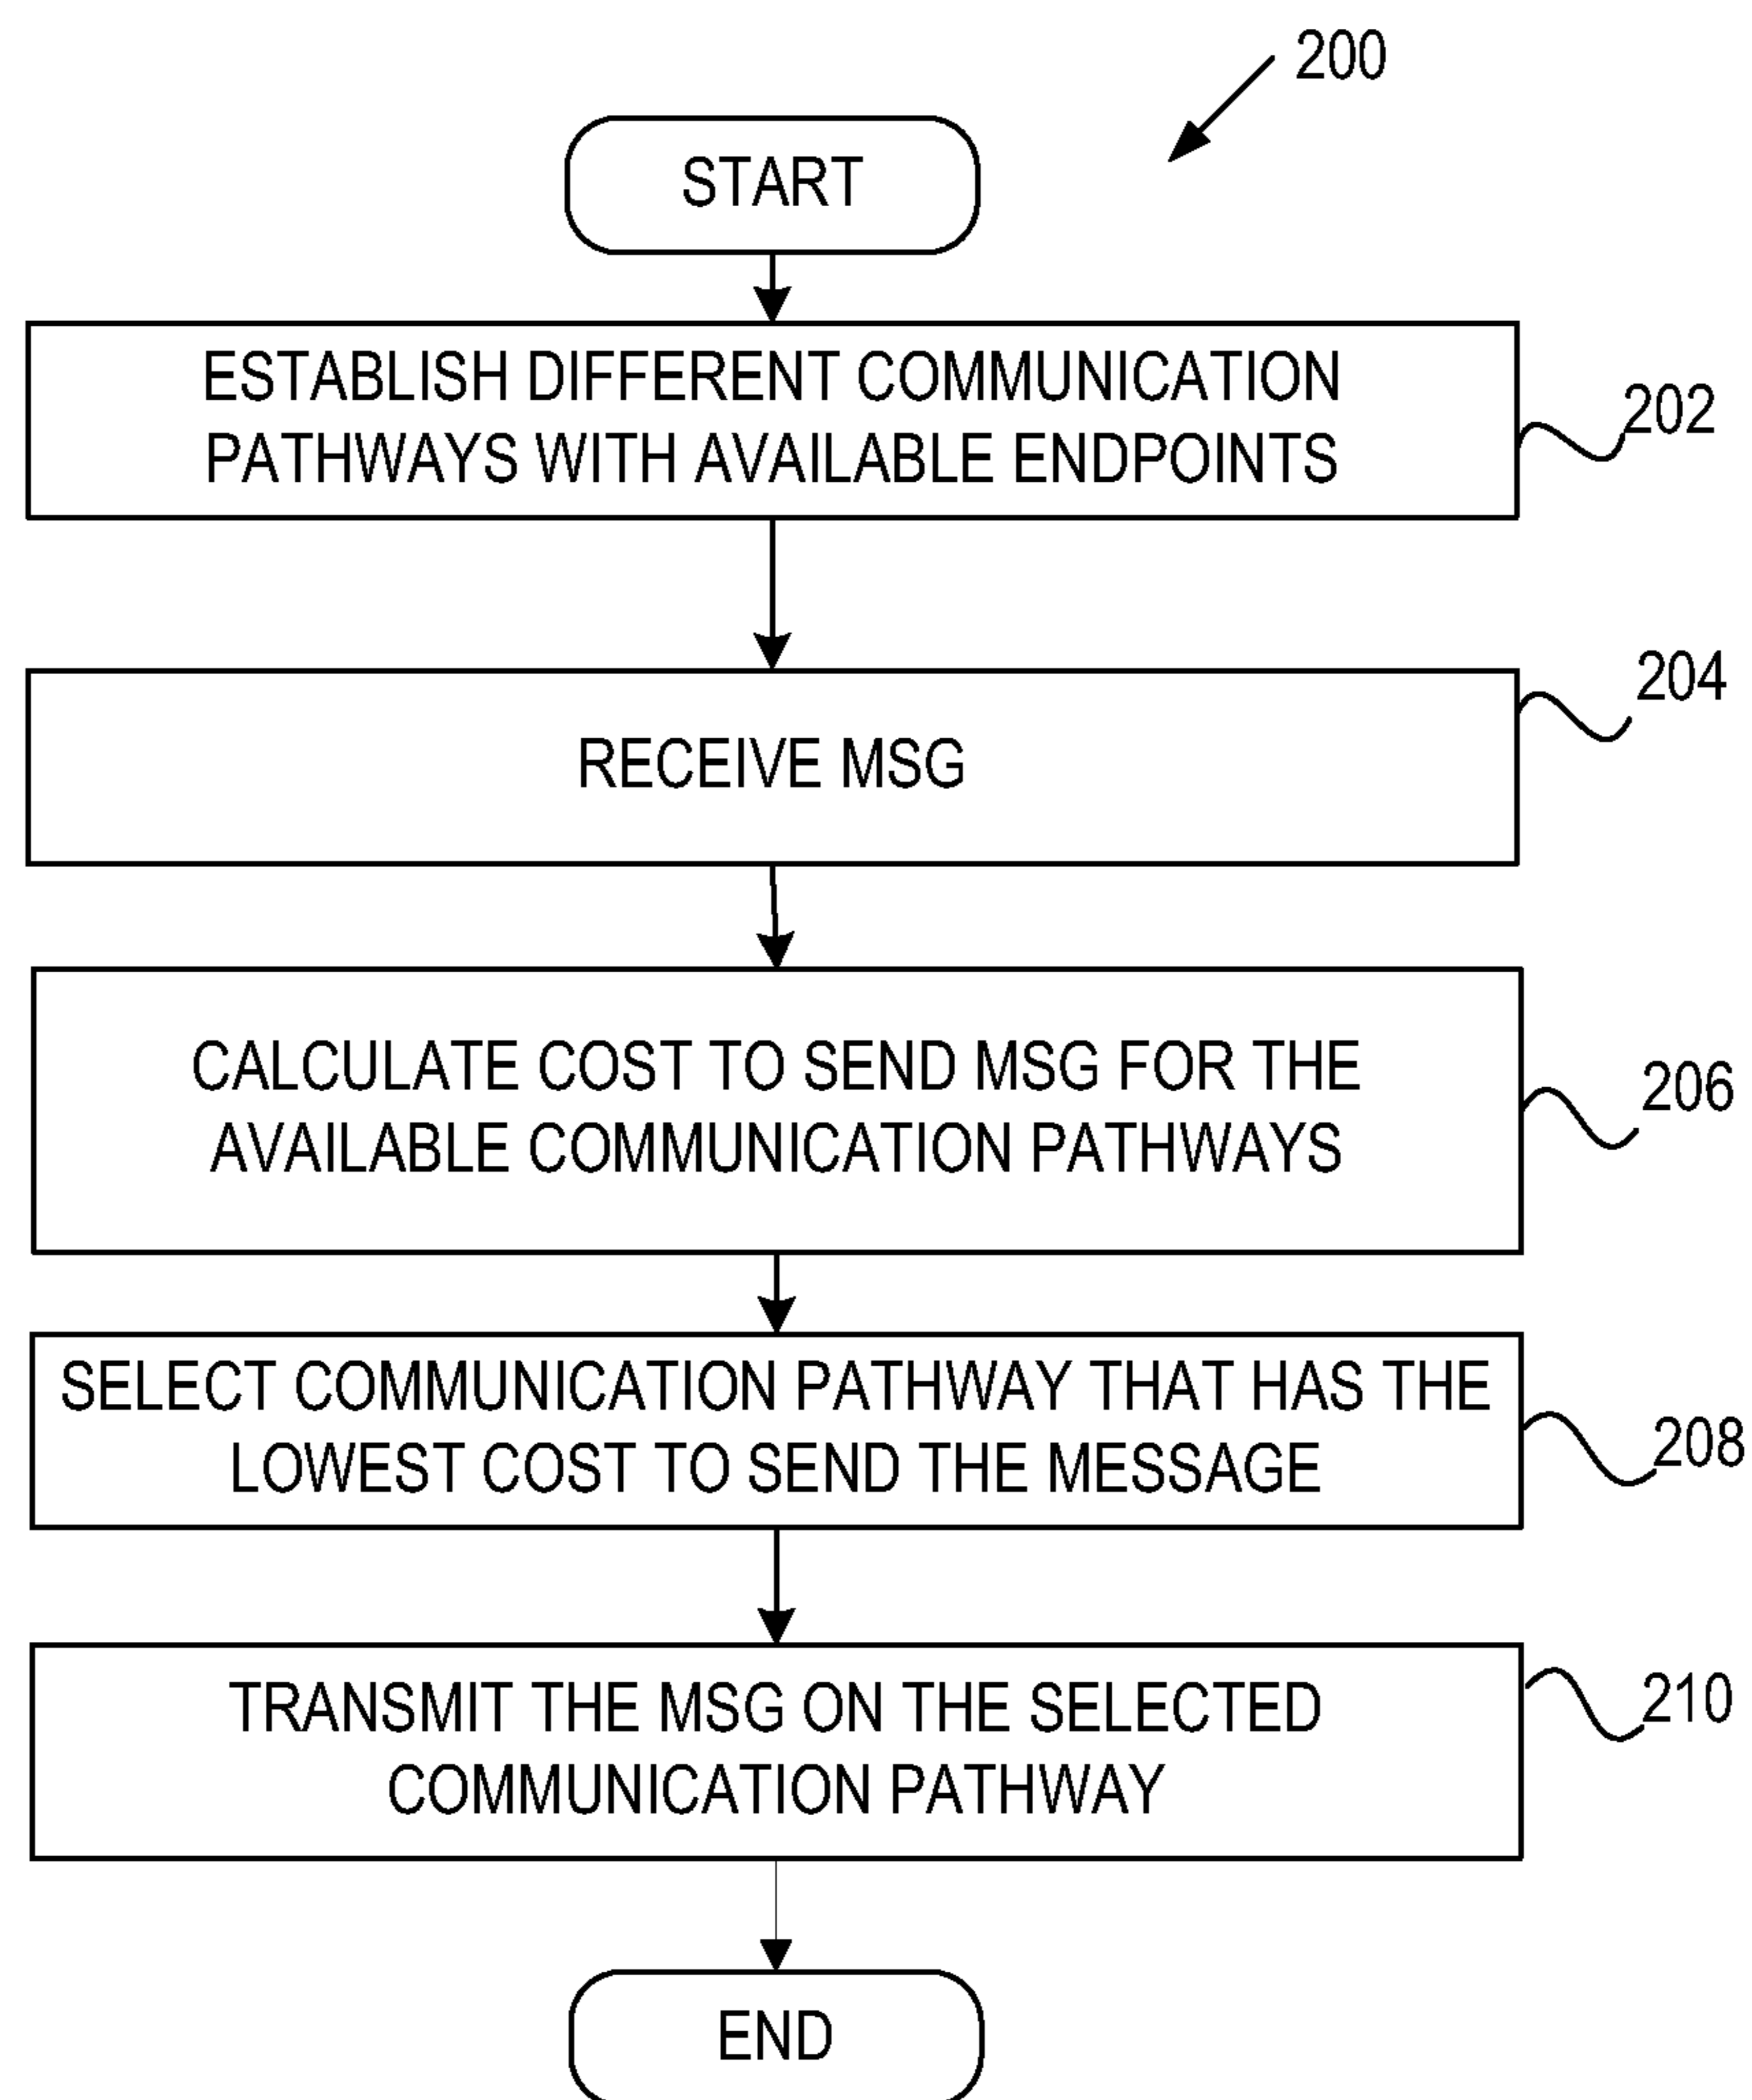 200
START
ESTABLISH DIFFERENT COMMUNICATION
PATHWAYS WITH AVAILABLE ENDPOINTS
202
RECEIVE MSG
204
CALCULATE COST TO SEND MSG FOR THE
AVAILABLE COMMUNICATION PATHWAYS
206
SELECT COMMUNICATION PATHWAY THAT HAS THE
LOWEST COST TO SEND THE MESSAGE
208
TRANSMIT THE MSG ON THE SELECTED
COMMUNICATION PATHWAY
210
END